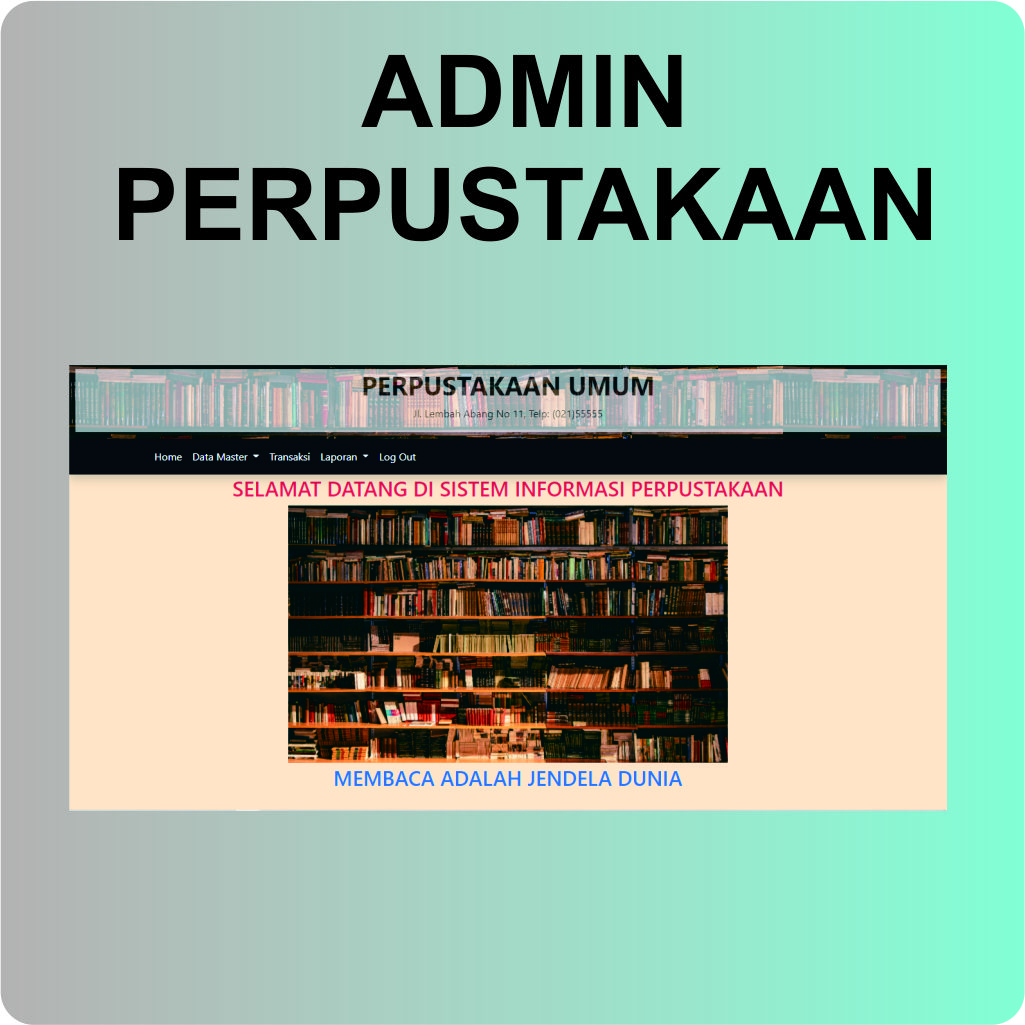 ADMIN
PERPUSTAKAAN
PERPUSTAKAAN UMUM
Jl. Lembah Abang No 11, Telp: (021)55555
Home Data Master Transaksi Laporan Log Out
SELAMAT DATANG DI SISTEM INFORMASI PERPUSTAKAAN
MEMBACA ADALAH JENDELA DUNIA